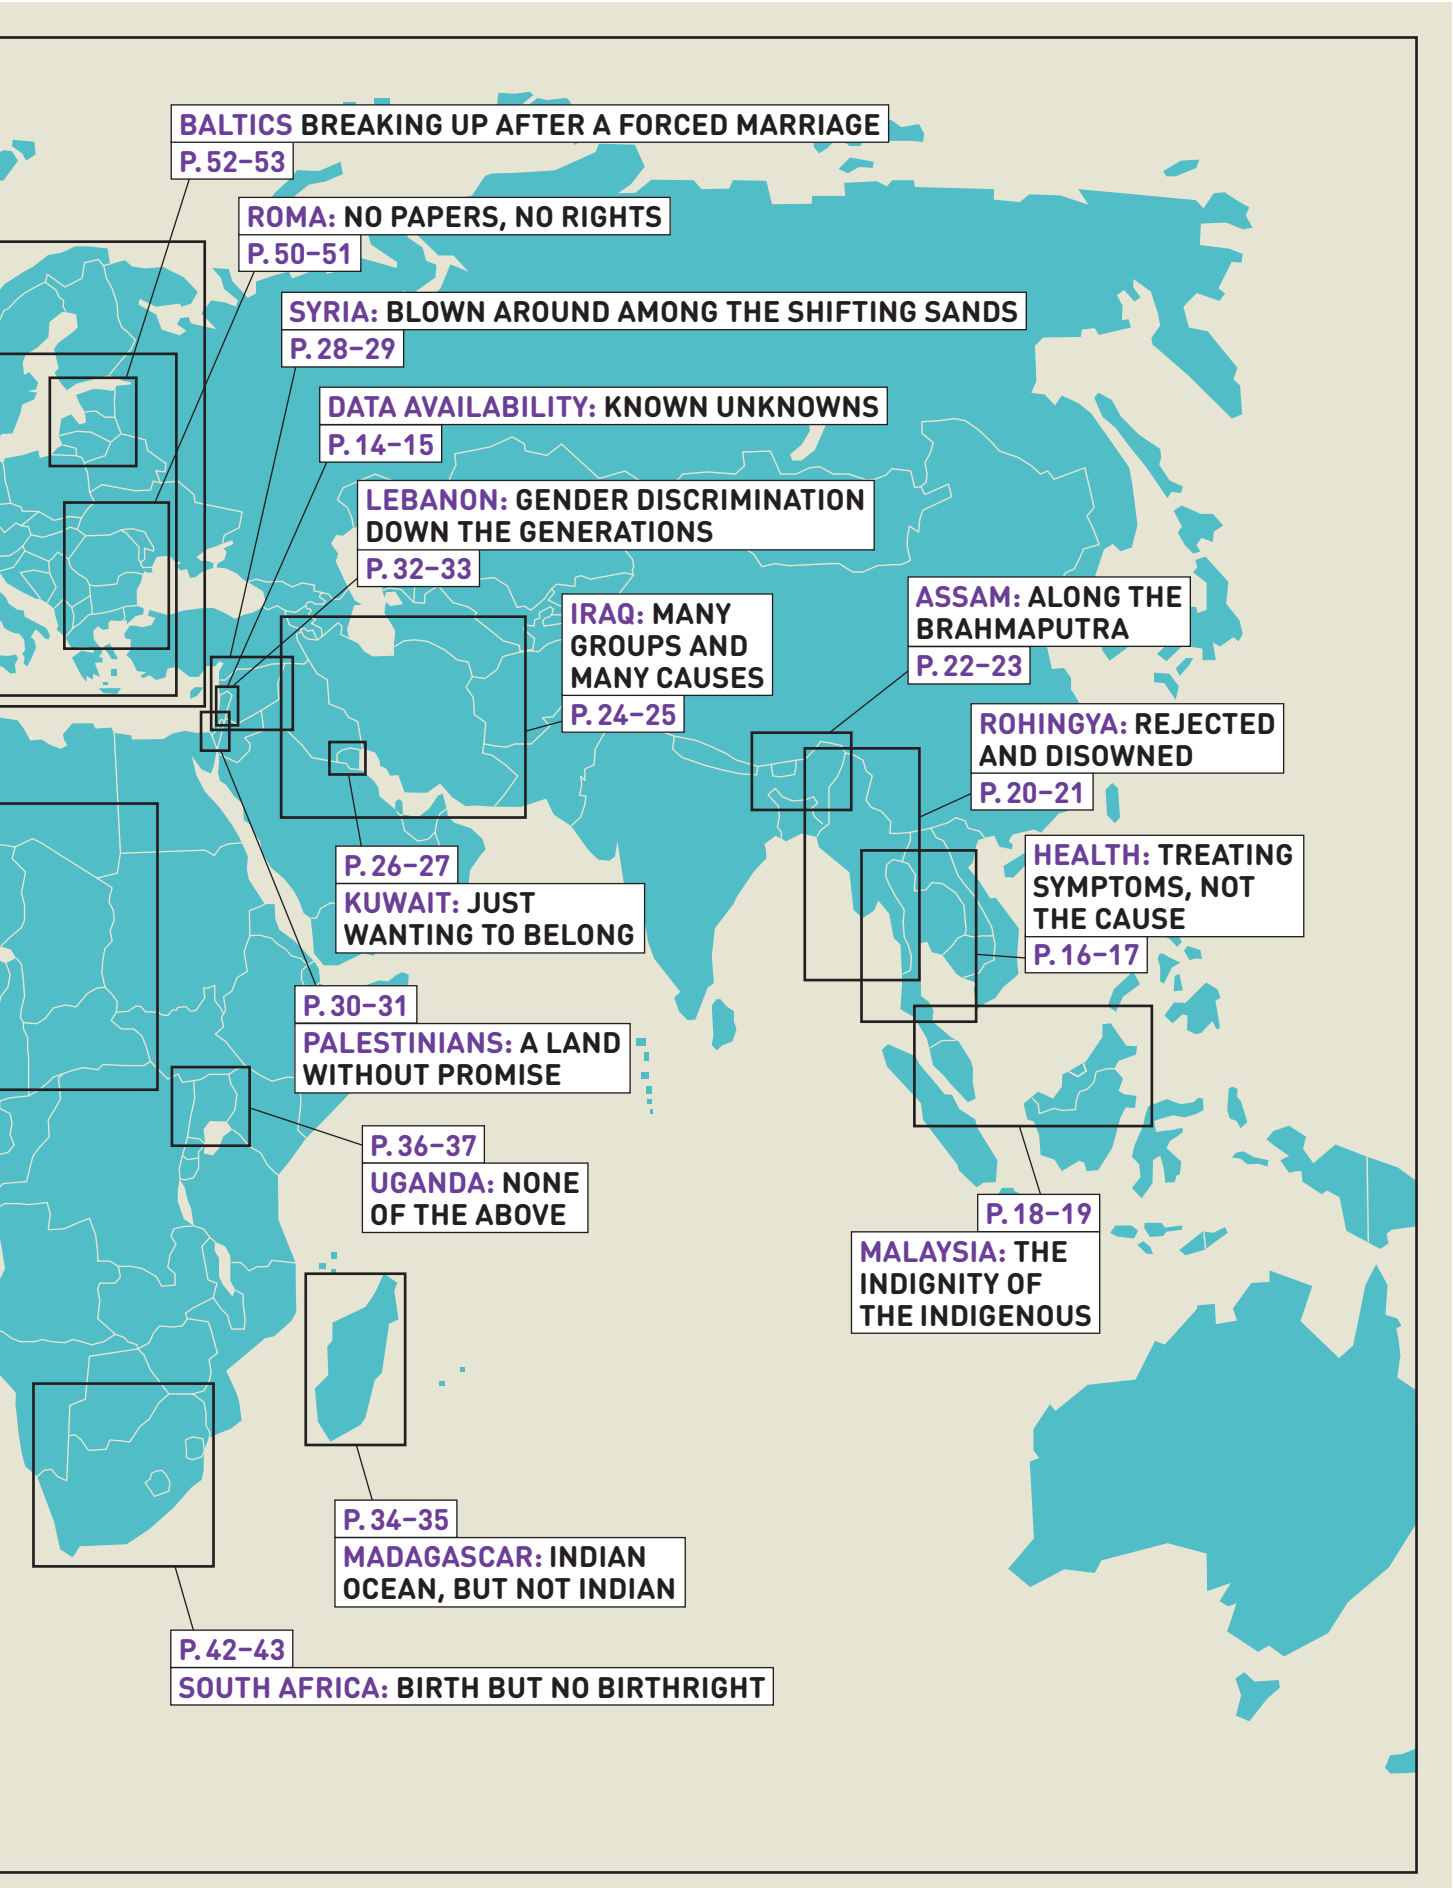 BALTICS BREAKING UP AFTER A FORCED MARRIAGE
P. 52–53
ROMA: NO PAPERS, NO RIGHTS
P. 50–51
SYRIA: BLOWN AROUND AMONG THE SHIFTING SANDS
P. 28–29
DATA AVAILABILITY: KNOWN UNKNOWNS
P. 14–15
LEBANON: GENDER DISCRIMINATION
DOWN THE GENERATIONS
P. 32–33
IRAQ: MANY
GROUPS AND
MANY CAUSES
P. 24–25
ASSAM: ALONG THE
BRAHMAPUTRA
P. 22–23
ROHINGYA: REJECTED
AND DISOWNED
P. 20–21
HEALTH: TREATING
SYMPTOMS, NOT
THE CAUSE
P. 16–17
P. 26–27
KUWAIT: JUST
WANTING TO BELONG
P. 30–31
PALESTINIANS: A LAND
WITHOUT PROMISE
P. 36–37
UGANDA: NONE
OF THE ABOVE
P. 18–19
MALAYSIA: THE
INDIGNITY OF
THE INDIGENOUS
P. 34–35
MADAGASCAR: INDIAN
OCEAN, BUT NOT INDIAN
P. 42–43
SOUTH AFRICA: BIRTH BUT NO BIRTHRIGHT